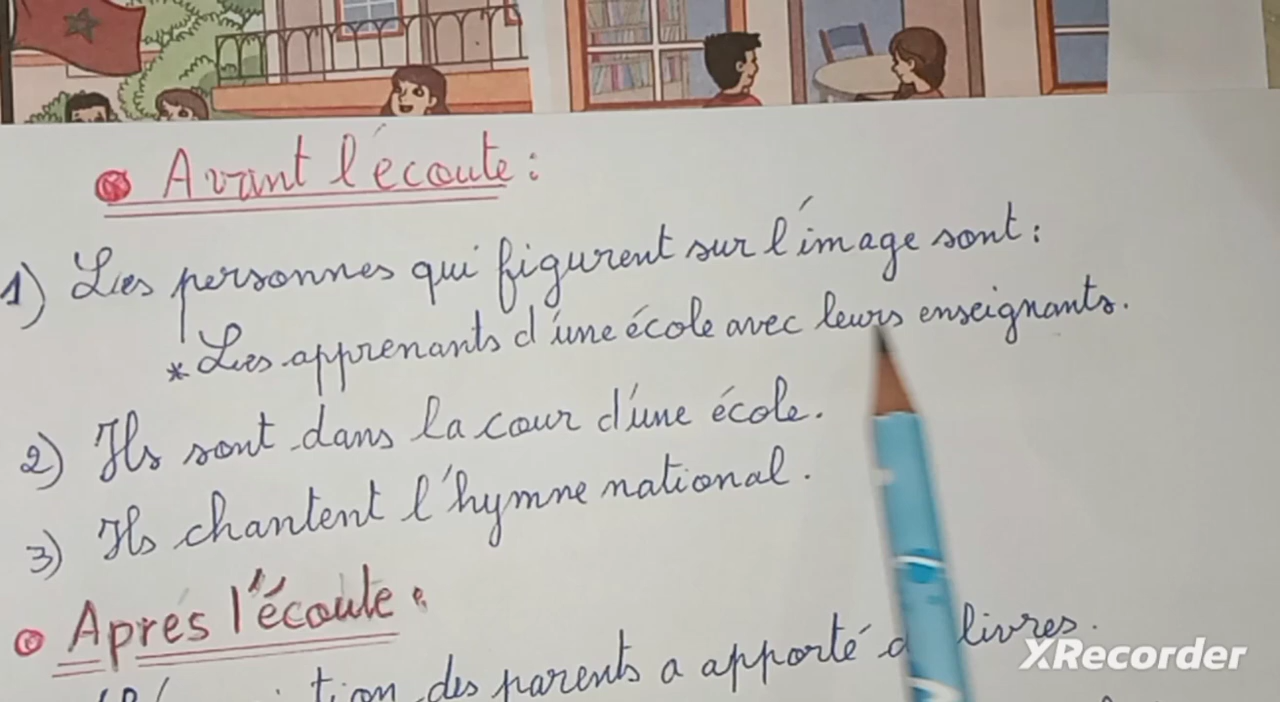 Avant l'écoute :
1) Les personnes qui figurent sur l'image sont :
* Les apprenants d'une école avec leurs enseignants.
2) Ils sont dans la cour d'une école.
3) Ils chantent l'hymne national.
Après l'écoute :
des parents a apporté livres.
XRecorder